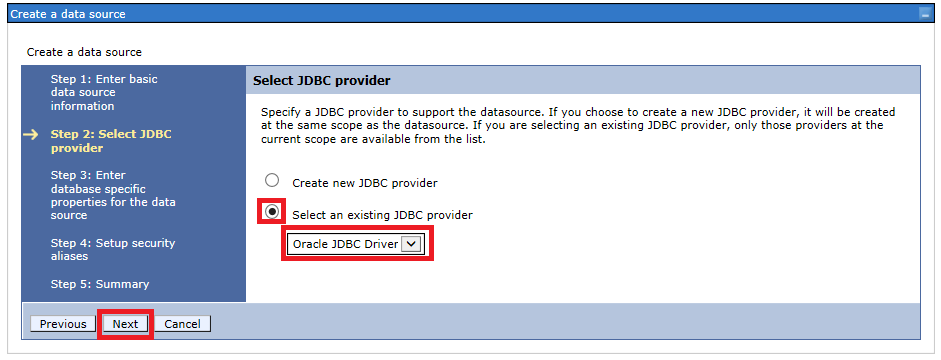 Create a data source
Create a data source
Step 1: Enter basic
data source
information
Step 2: Select JDBC
provider
Step 3: Enter
database specific
properties for the data
source
Step 4: Setup security
aliases
Step 5: Summary
Select JDBC provider
Specify a JDBC provider to support the datasource. If you choose to create a new JDBC provider, it will be created
at the same scope as the datasource. If you are selecting an existing JDBC provider, only those providers at the
current scope are available from the list.
Create new JDBC provider
Select an existing JDBC provider
Oracle JDBC Driver
Previous Next Cancel